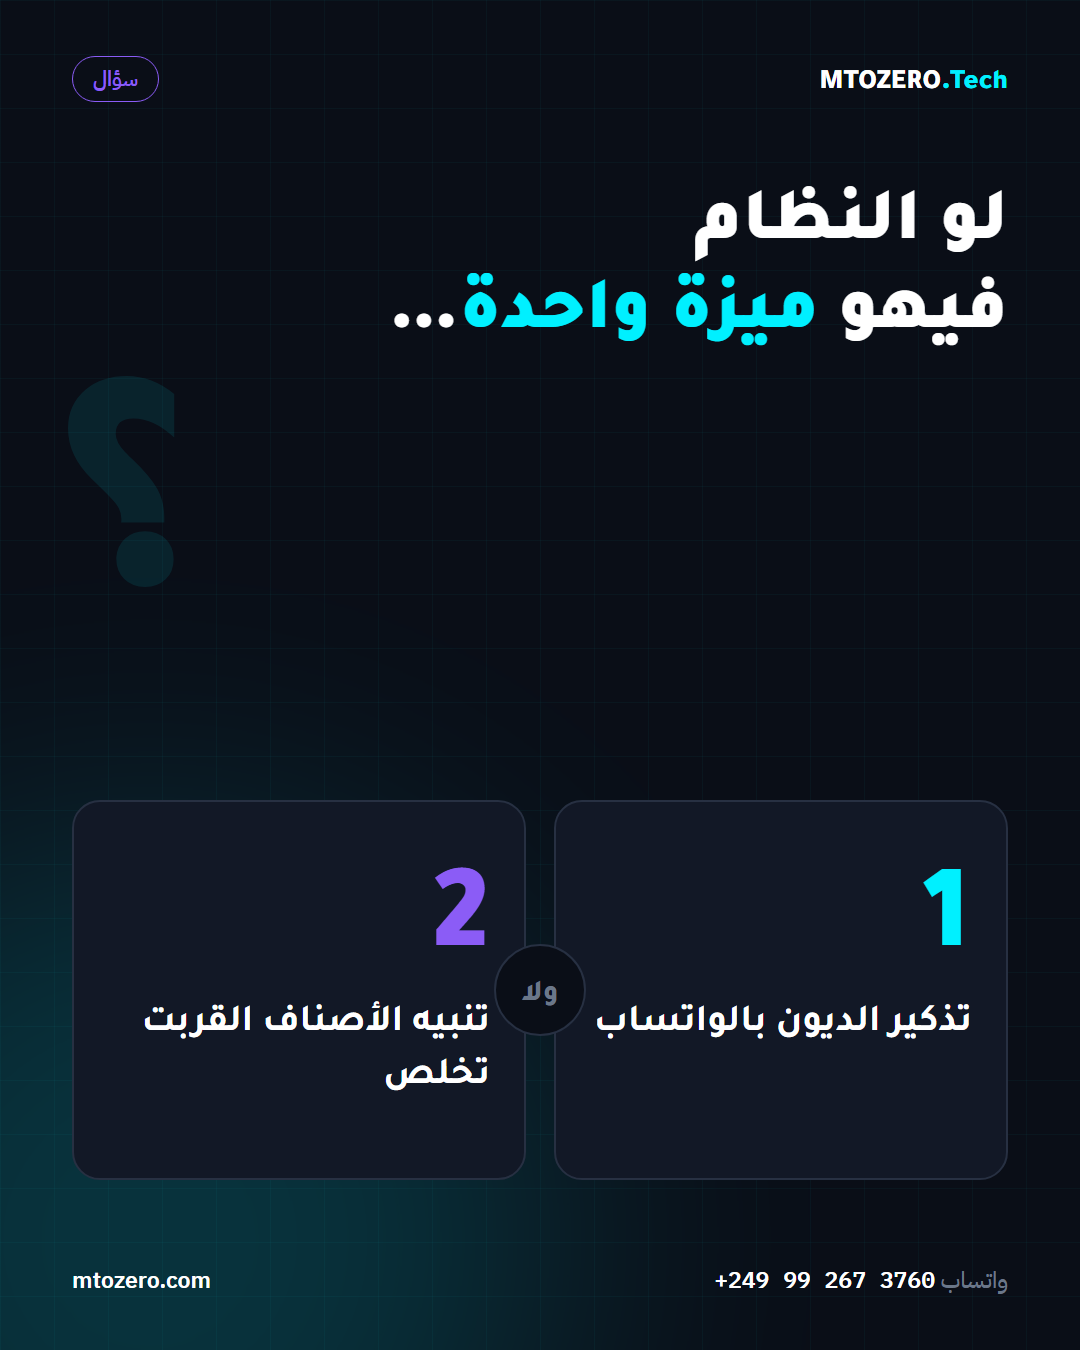 MTOZERO.Tech
سؤال
لو النظام
فيهو ميزة واحدة...
؟
1
تذكير الديون بالواتساب
ولا
2
تنبيه الأصناف القربت
تخلص
واتساب +249 99 267 3760
mtozero.com